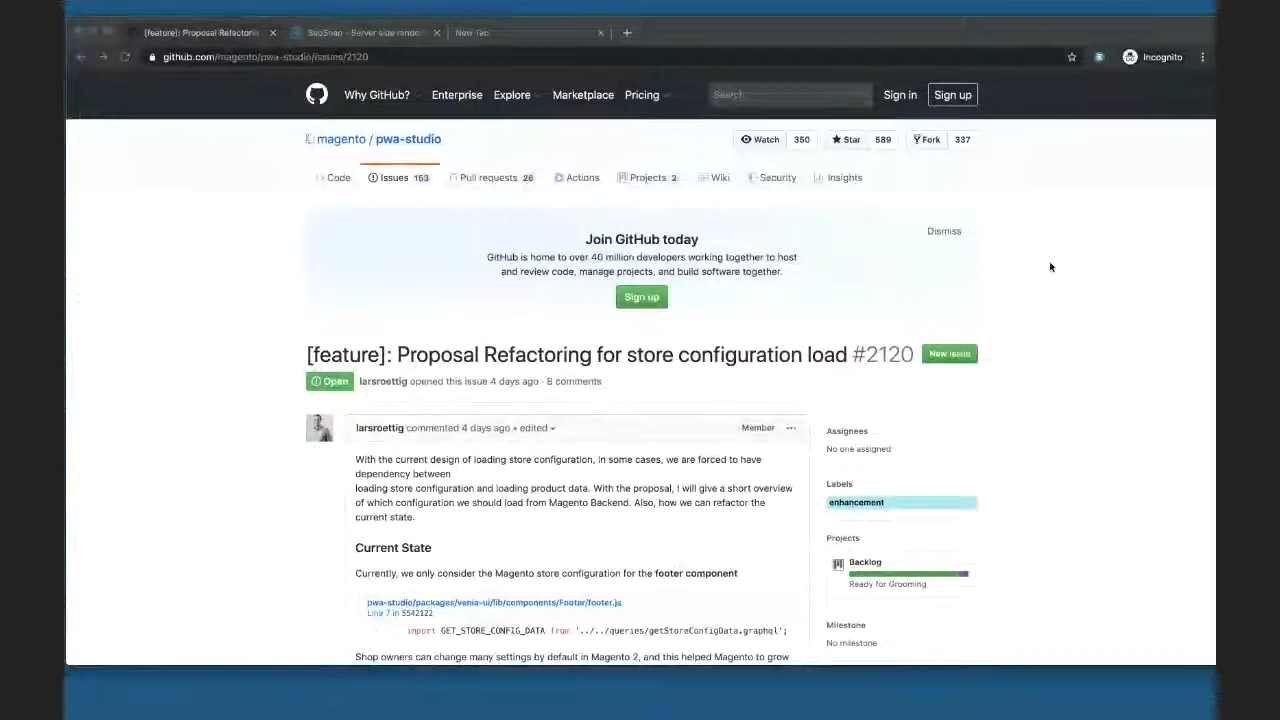 [feature]: Proposal Refactorin
SeoSnap - Server side rende
New Tab
github.com/magento/pwa-studio/issues/2120
Incognito
Why GitHub?
Enterprise
Explore
Marketplace
Pricing
Search
Sign in
Sign up
magento / pwa-studio
Watch 350
Star 589
Fork 337
Code
Issues 153
Pull requests 26
Actions
Projects 2
Wiki
Security
Insights
Join GitHub today
Dismiss
GitHub is home to over 40 million developers working together to host
and review code, manage projects, and build software together.
Sign up
[feature]: Proposal Refactoring for store configuration load #2120
New issue
Open
larsroettig opened this issue 4 days ago · 8 comments
larsroettig commented 4 days ago • edited
Member
With the current design of loading store configuration, in some cases, we are forced to have
dependency between
loading store configuration and loading product data. With the proposal, I will give a short overview
of which configuration we should load from Magento Backend. Also, how we can refactor the
current state.
Current State
Currently, we only consider the Magento store configuration for the footer component
pwa-studio/packages/venia-ui/lib/components/Footer/footer.js
Line 7 in 5542122
import GET_STORE_CONFIG_DATA from '../../queries/getStoreConfigData.graphql';
Shop owners can change many settings by default in Magento 2, and this helped Magento to grow
Assignees
No one assigned
Labels
enhancement
Projects
Backlog
Ready for Grooming
Milestone
No milestone